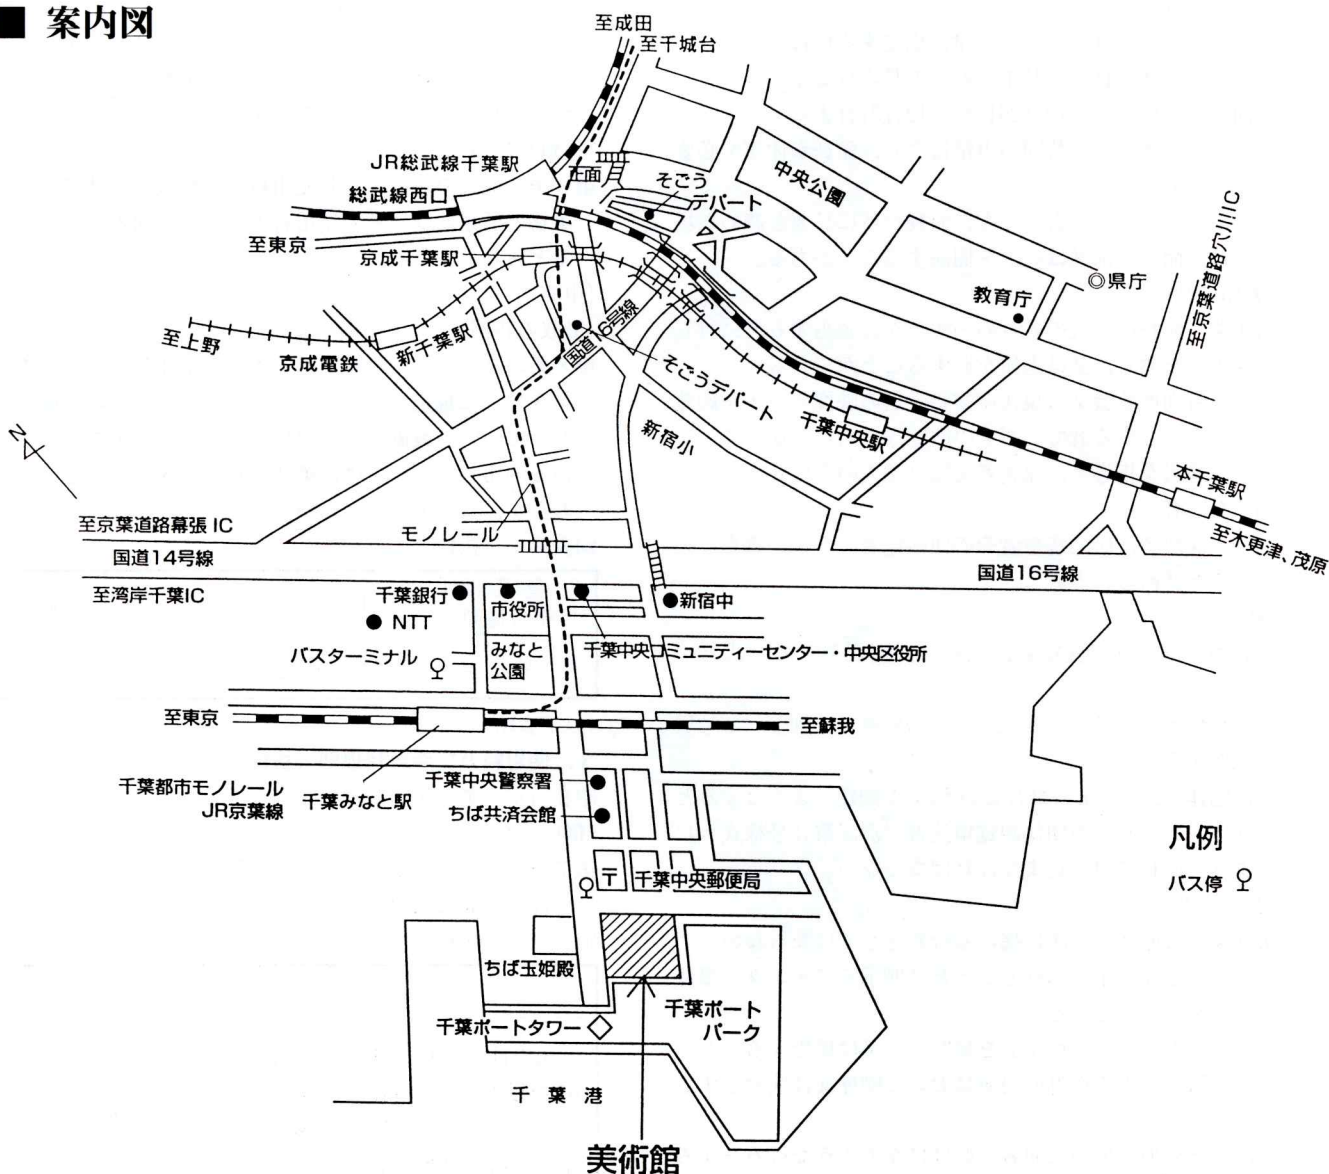 ■ 案内図
至成田
至千城台
JR総武線千葉駅
正面
そごう
デパート
中央公園
総武線西口
至東京
京成千葉駅
教育庁
◎県庁
至京葉道路穴川IC
至上野
京成電鉄
新千葉駅
国道16号線
そごうデパート
新宿小
千葉中央駅
本千葉駅
至木更津、茂原
N
至京葉道路幕張 IC
モノレール
国道14号線
国道16号線
至湾岸千葉IC
千葉銀行
市役所
新宿中
NTT
みなと
公園
千葉中央コミュニティーセンター・中央区役所
バスターミナル
至東京
至蘇我
千葉都市モノレール
JR京葉線
千葉みなと駅
千葉中央警察署
ちば共済会館
凡例
バス停
〒 千葉中央郵便局
ちば玉姫殿
千葉ポート
パーク
千葉ポートタワー
千葉港
美術館